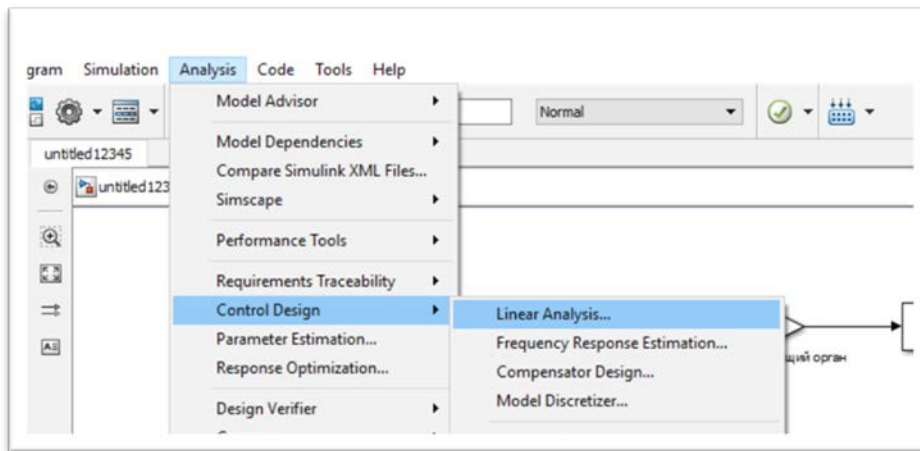 gram Simulation Analysis Code Tools Help
Model Advisor
Normal
Model Dependencies
untitled12345
Compare Simulink XML Files...
untitled123
Simscape
Performance Tools
Requirements Traceability
Control Design
Linear Analysis...
Parameter Estimation...
Frequency Response Estimation...
щий орган
Response Optimization...
Compensator Design...
Design Verifier
Model Discretizer...